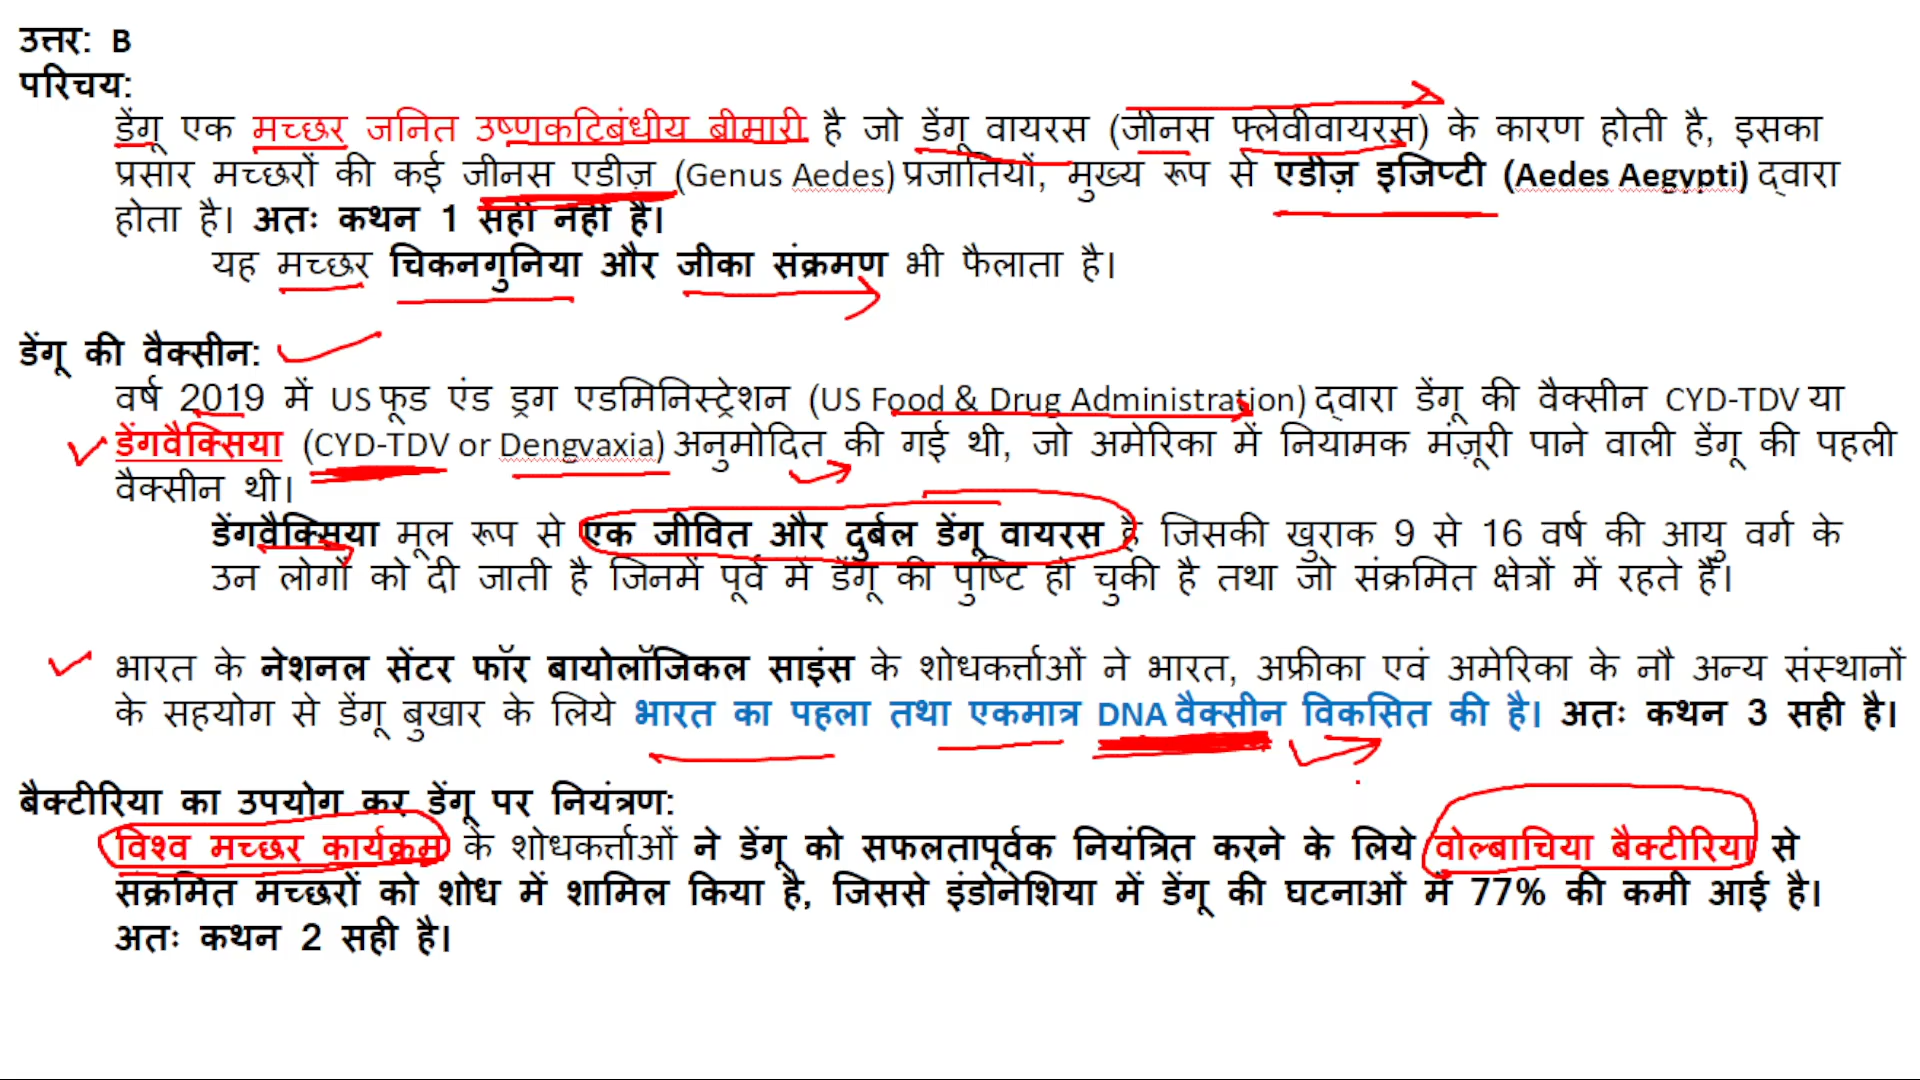 उत्तर: B
परिचय:
डेंगू एक मच्छर जनित उष्णकटिबंधीय बीमारी है जो डेंगू वायरस (जीनस फ्लेवीवायरस) के कारण होती है, इसका
प्रसार मच्छरों की कई जीनस एडीज़ (Genus Aedes) प्रजातियों, मुख्य रूप से एडीज़ इजिप्टी (Aedes Aegypti) द्वारा
होता है। अतः कथन 1 सही नहीं है।
यह मच्छर चिकनगुनिया और जीका संक्रमण भी फैलाता है।
डेंगू की वैक्सीन:
वर्ष 2019 में US फूड एंड ड्रग एडमिनिस्ट्रेशन (US Food & Drug Administration) द्वारा डेंगू की वैक्सीन CYD-TDV या
डेंगवैक्सिया (CYD-TDV or Dengvaxia) अनुमोदित की गई थी, जो अमेरिका में नियामक मंज़ूरी पाने वाली डेंगू की पहली
वैक्सीन थी।
डेंगवैक्सिया मूल रूप से एक जीवित और दुर्बल डेंगू वायरस है जिसकी खुराक 9 से 16 वर्ष की आयु वर्ग के
उन लोगों को दी जाती है जिनमें पूर्व में डेंगू की पुष्टि हो चुकी है तथा जो संक्रमित क्षेत्रों में रहते हैं।
भारत के नेशनल सेंटर फॉर बायोलॉजिकल साइंस के शोधकर्त्ताओं ने भारत, अफ्रीका एवं अमेरिका के नौ अन्य संस्थानों
के सहयोग से डेंगू बुखार के लिये भारत का पहला तथा एकमात्र DNA वैक्सीन विकसित की है। अतः कथन 3 सही है।
बैक्टीरिया का उपयोग कर डेंगू पर नियंत्रण:
विश्व मच्छर कार्यक्रम के शोधकर्त्ताओं ने डेंगू को सफलतापूर्वक नियंत्रित करने के लिये वोल्बाचिया बैक्टीरिया से
संक्रमित मच्छरों को शोध में शामिल किया है, जिससे इंडोनेशिया में डेंगू की घटनाओं में 77% की कमी आई है।
अतः कथन 2 सही है।